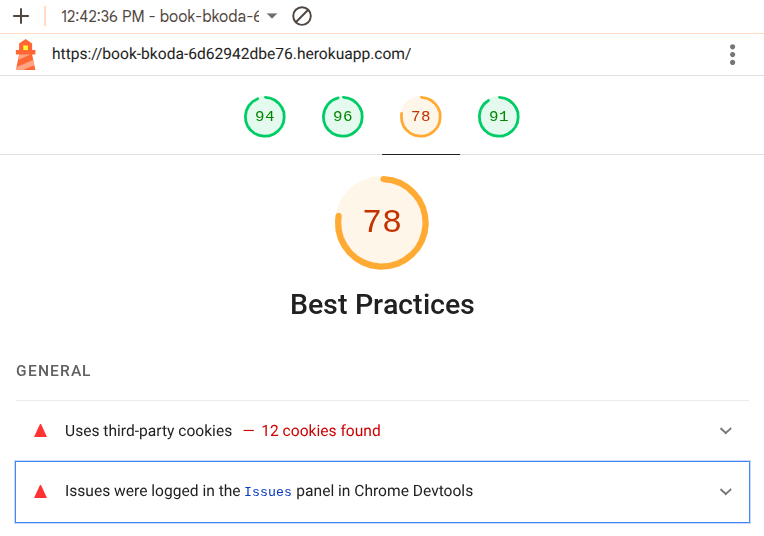 12:42:36 PM - book-bkoda-6
https://book-bkoda-6d62942dbe76.herokuapp.com/
94 96 78 91
78
Best Practices
GENERAL
Uses third-party cookies — 12 cookies found
Issues were logged in the Issues panel in Chrome Devtools